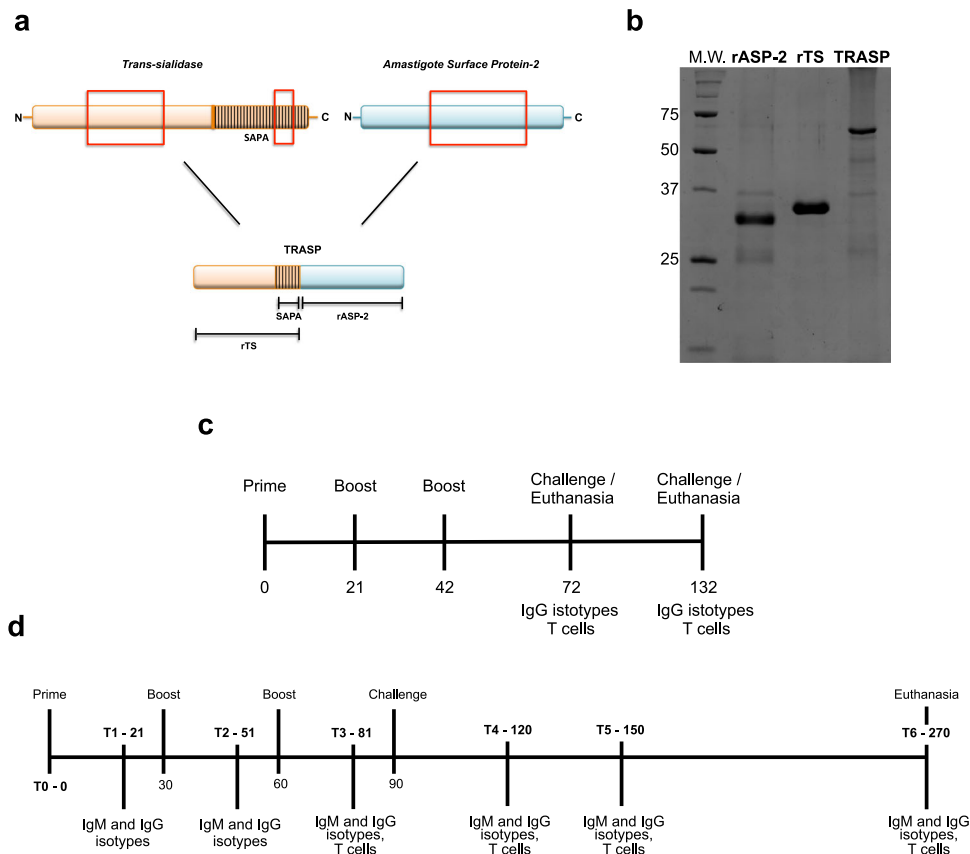 a
Trans-sialidase
Amastigote Surface Protein-2
N
C
N
C
SAPA
TRASP
SAPA
rASP-2
rTS
b
M.W. rASP-2 rTS TRASP
75
50
37
25
c
Prime
Boost
Boost
Challenge /
Euthanasia
Challenge /
Euthanasia
0
21
42
72
132
IgG istotypes
T cells
IgG istotypes
T cells
d
Prime
Boost
Boost
Challenge
Euthanasia
T1 - 21
T2 - 51
T3 - 81
T4 - 120
T5 - 150
T6 - 270
T0 - 0
30
60
90
IgM and IgG
isotypes
IgM and IgG
isotypes
IgM and IgG
isotypes,
T cells
IgM and IgG
isotypes,
T cells
IgM and IgG
isotypes,
T cells
IgM and IgG
isotypes,
T cells